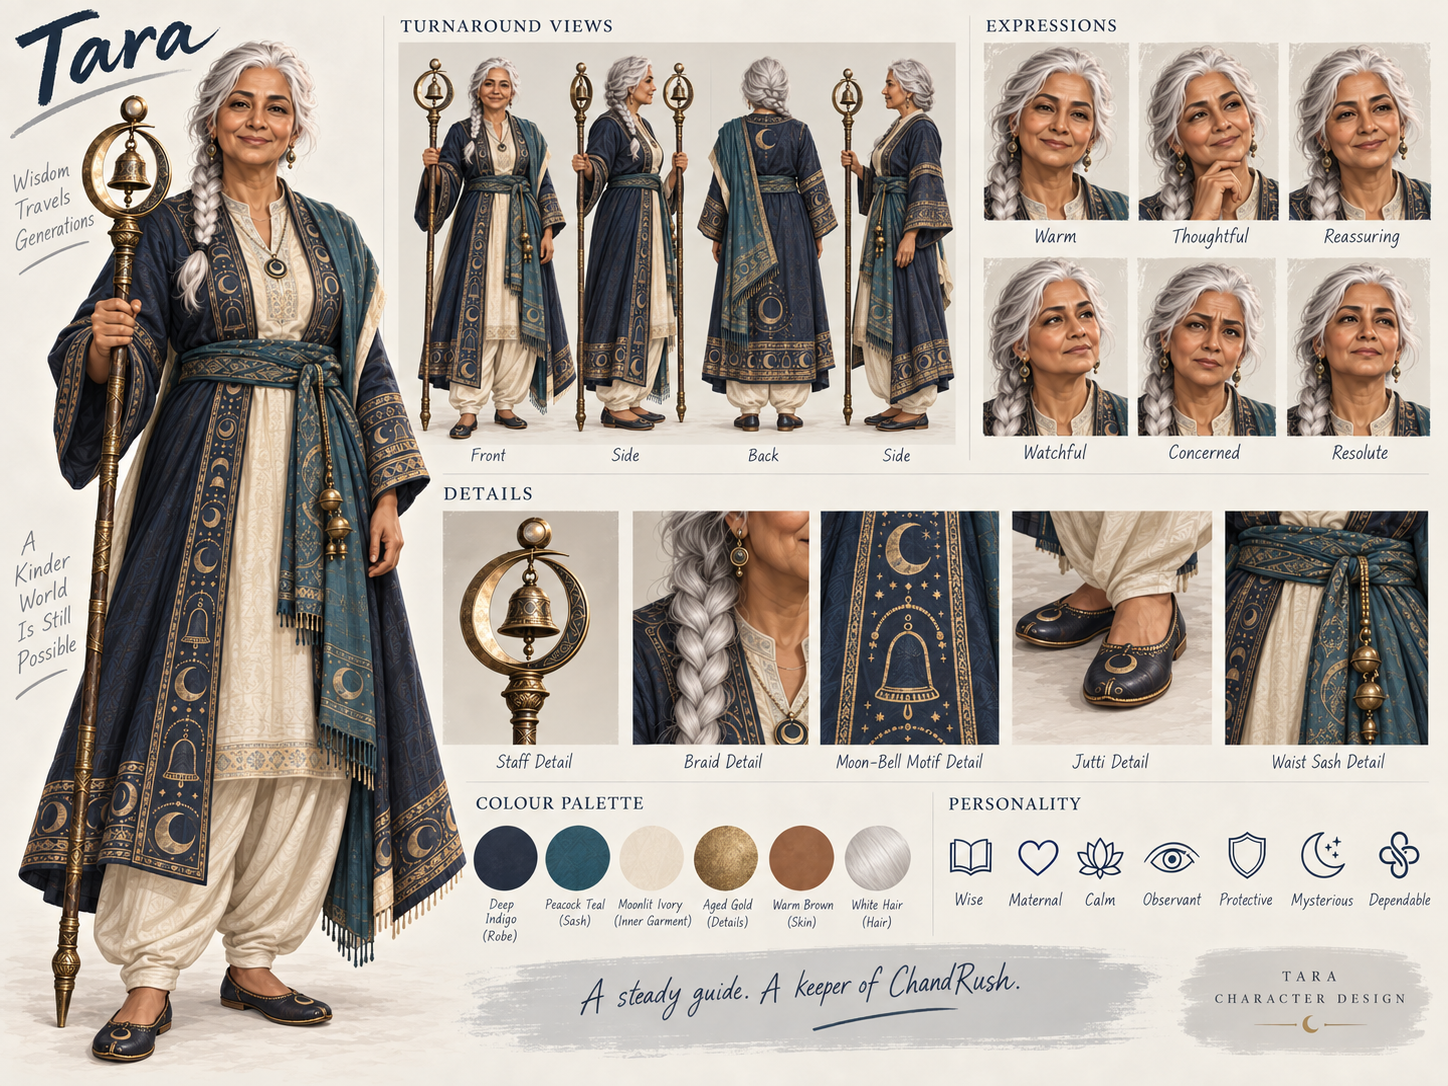 Tara
Wisdom
Travels
Generations
A
Kinder
World
Is Still
Possible
TURNAROUND VIEWS
Front
Side
Back
Side
EXPRESSIONS
Warm
Thoughtful
Reassuring
Watchful
Concerned
Resolute
DETAILS
Staff Detail
Braid Detail
Moon-Bell Motif Detail
Jutti Detail
Waist Sash Detail
COLOUR PALETTE
Deep
Indigo
(Robe)
Peacock Teal
(Sash)
Moonlit Ivory
(Inner Garment)
Aged Gold
(Details)
Warm Brown
(Skin)
White Hair
(Hair)
PERSONALITY
Wise
Maternal
Calm
Observant
Protective
Mysterious
Dependable
A steady guide. A keeper of ChandRush.
TARA
CHARACTER DESIGN